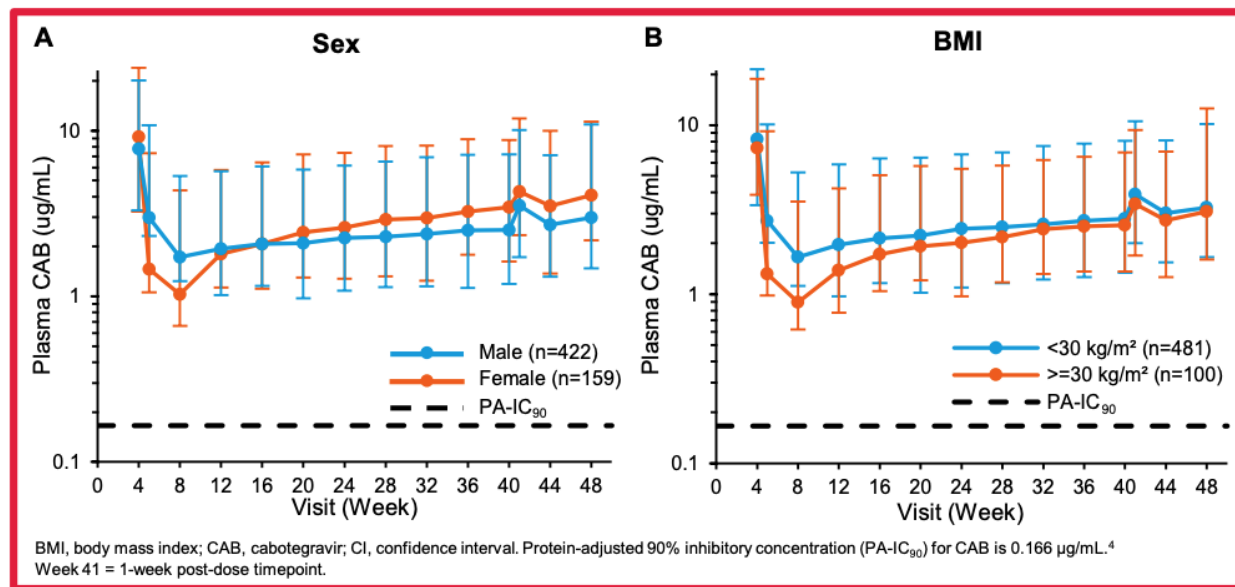 A
Sex
Plasma CAB (ug/mL)
10
1
0.1
Male (n=422)
Female (n=159)
PA-IC₉₀
0 4 8 12 16 20 24 28 32 36 40 44 48
Visit (Week)
B
BMI
Plasma CAB (ug/mL)
10
1
0.1
<30 kg/m² (n=481)
>=30 kg/m² (n=100)
PA-IC₉₀
0 4 8 12 16 20 24 28 32 36 40 44 48
Visit (Week)
BMI, body mass index; CAB, cabotegravir; CI, confidence interval. Protein-adjusted 90% inhibitory concentration (PA-IC₉₀) for CAB is 0.166 µg/mL.⁴
Week 41 = 1-week post-dose timepoint.